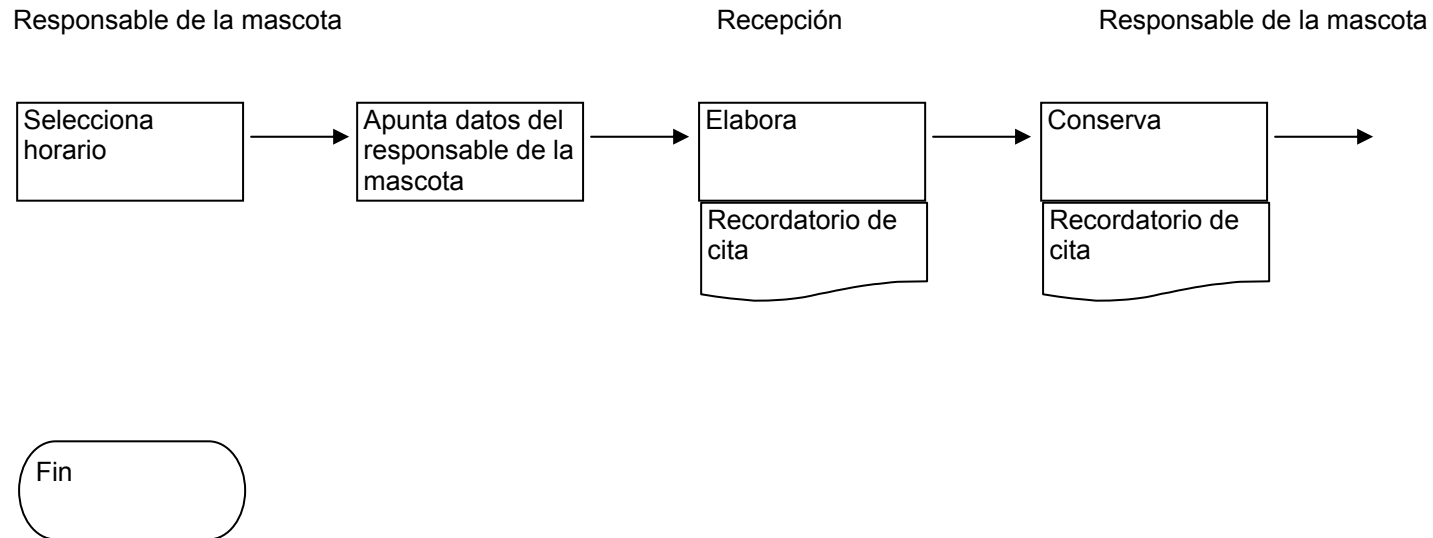 Responsable de la mascota
Recepción
Responsable de la mascota
Selecciona
horario
Apunta datos del
responsable de la
mascota
Elabora
Recordatorio de
cita
Conserva
Recordatorio de
cita
Fin